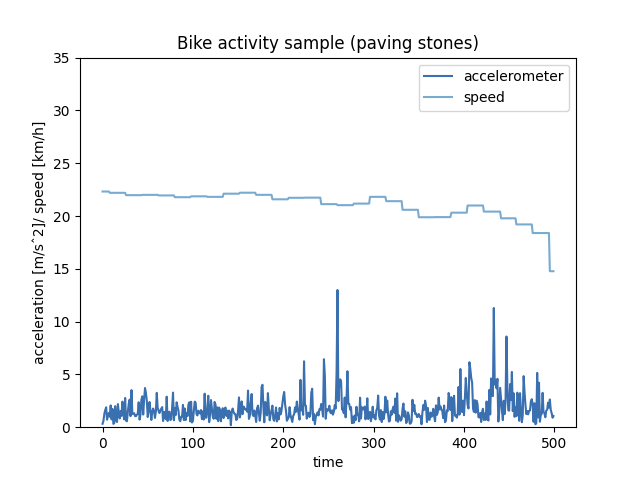 Bike activity sample (paving stones)
accelerometer
speed
acceleration [m/s^2]/ speed [km/h]
35
30
25
20
15
10
5
0
0 100 200 300 400 500
time